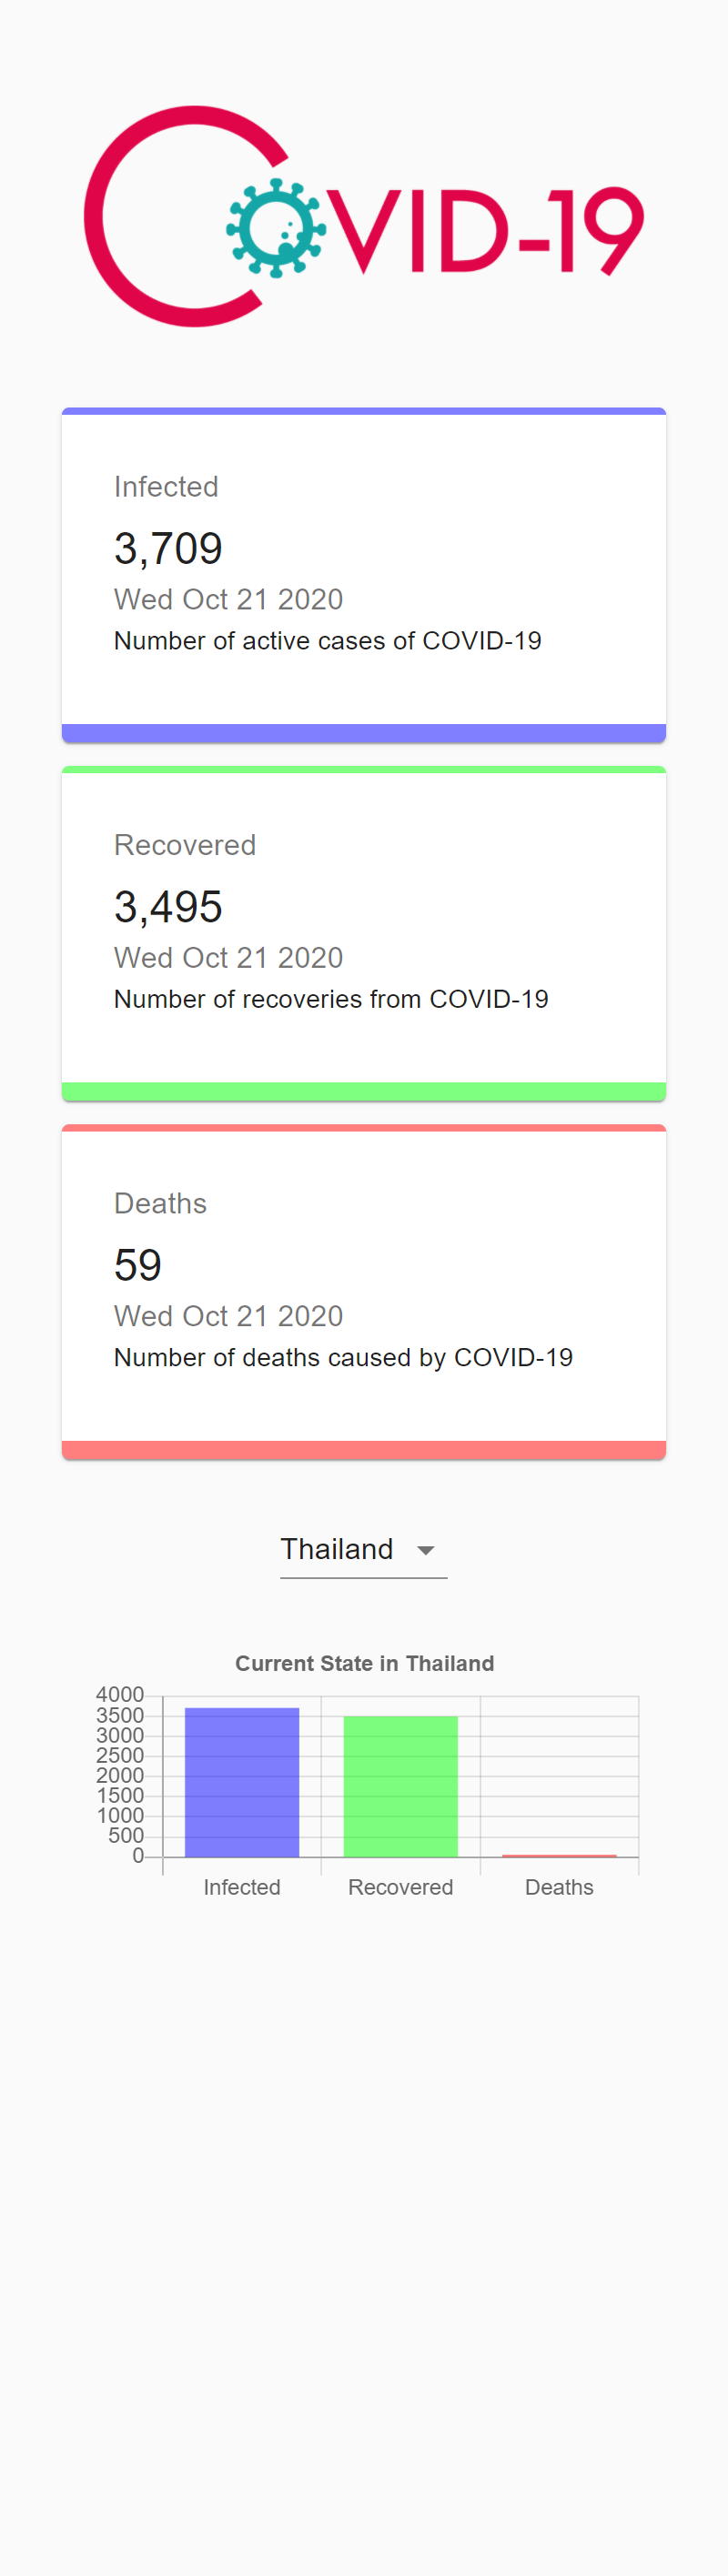 COVID-19
Infected
3,709
Wed Oct 21 2020
Number of active cases of COVID-19
Recovered
3,495
Wed Oct 21 2020
Number of recoveries from COVID-19
Deaths
59
Wed Oct 21 2020
Number of deaths caused by COVID-19
Thailand
Current State in Thailand
4000
3500
3000
2500
2000
1500
1000
500
0
Infected Recovered Deaths